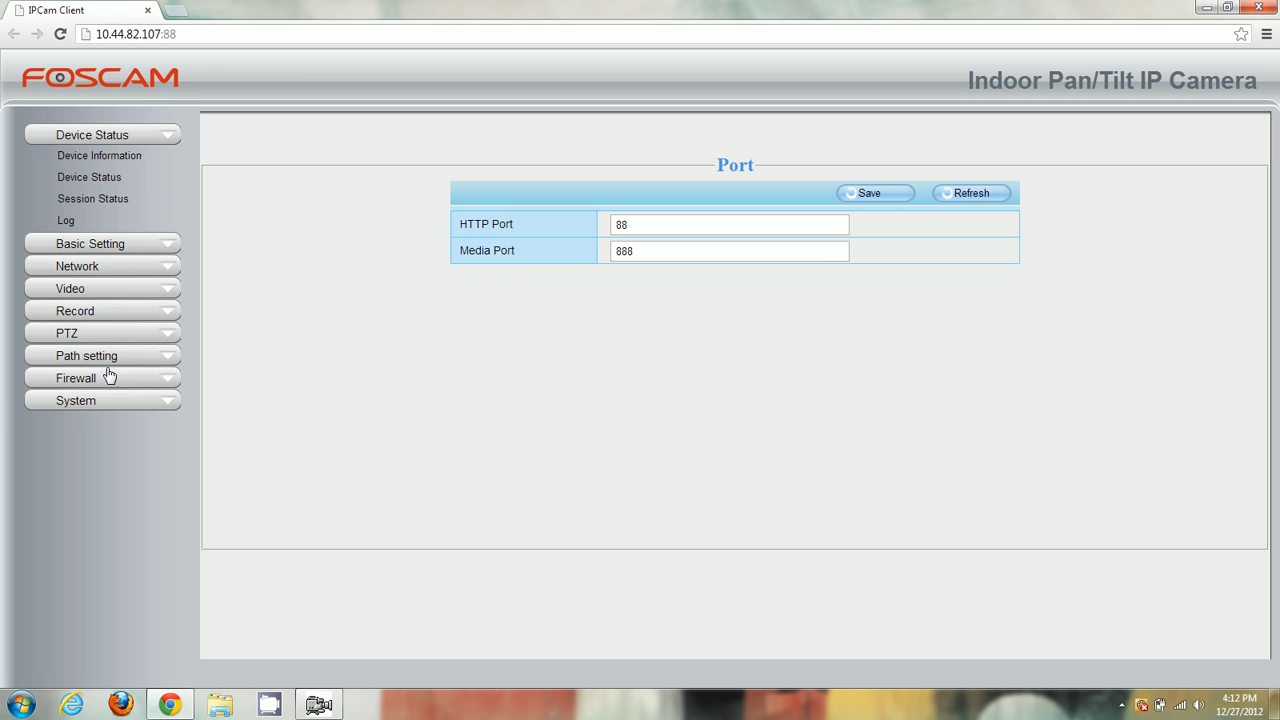 IPCam Client
10.44.82.107:88
FOSCAM
Indoor Pan/Tilt IP Camera
Device Status
Device Information
Device Status
Session Status
Log
Basic Setting
Network
Video
Record
PTZ
Path setting
Firewall
System
Port
Save
Refresh
HTTP Port
88
Media Port
888
4:12 PM
12/27/2012